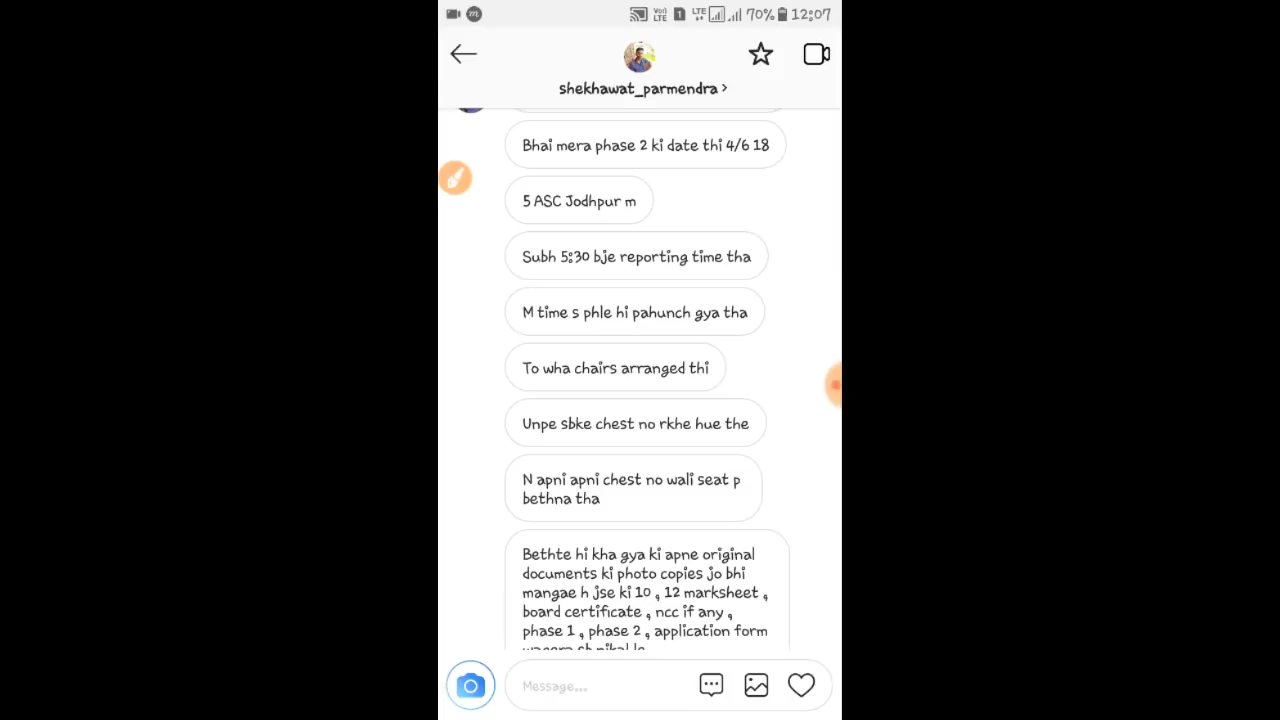 Vo)) LTE 1 LTE 70% 12:07
shekhawat_parmendra >
Bhai mera phase 2 ki date thi 4/6 18
5 ASC Jodhpur m
Subh 5:30 bje reporting time tha
M time s phle hi pahunch gya tha
To wha chairs arranged thi
Unpe sbke chest no rkhe hue the
N apni apni chest no wali seat p
bethna tha
Bethte hi kha gya ki apne original
documents ki photo copies jo bhi
mangae h jse ki 10 , 12 marksheet ,
board certificate , ncc if any ,
phase 1 , phase 2 , application form
Message...